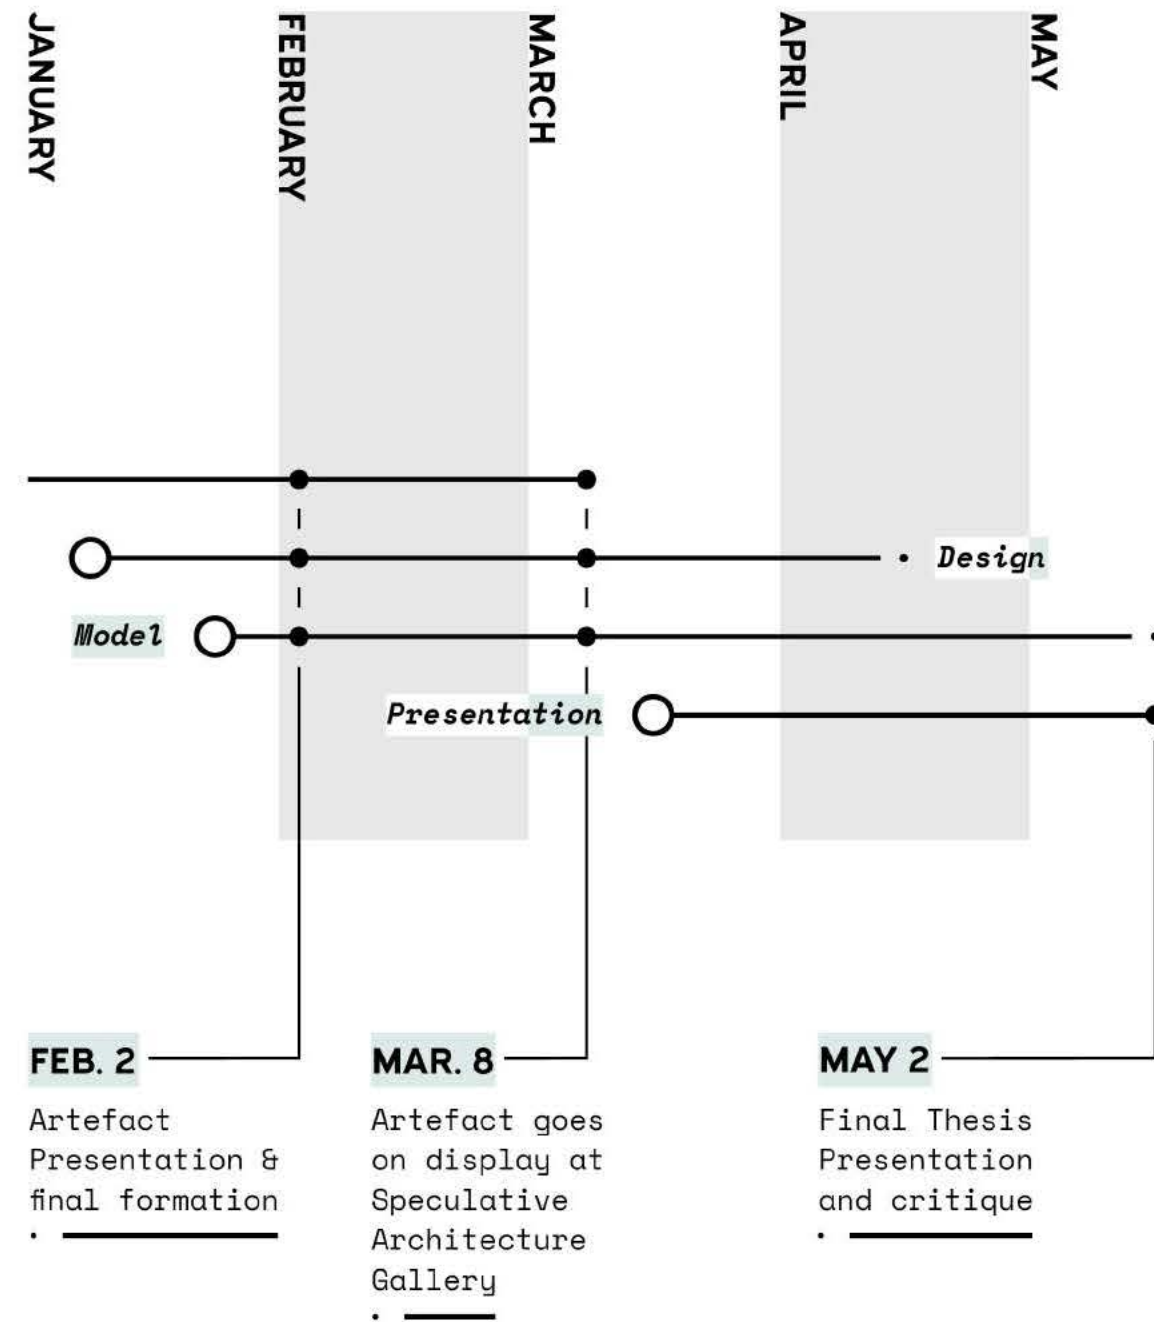 JANUARY
FEBRUARY
MARCH
APRIL
MAY
Design
Model
Presentation
FEB. 2
Artefact
Presentation &
final formation
MAR. 8
Artefact goes
on display at
Speculative
Architecture
Gallery
MAY 2
Final Thesis
Presentation
and critique